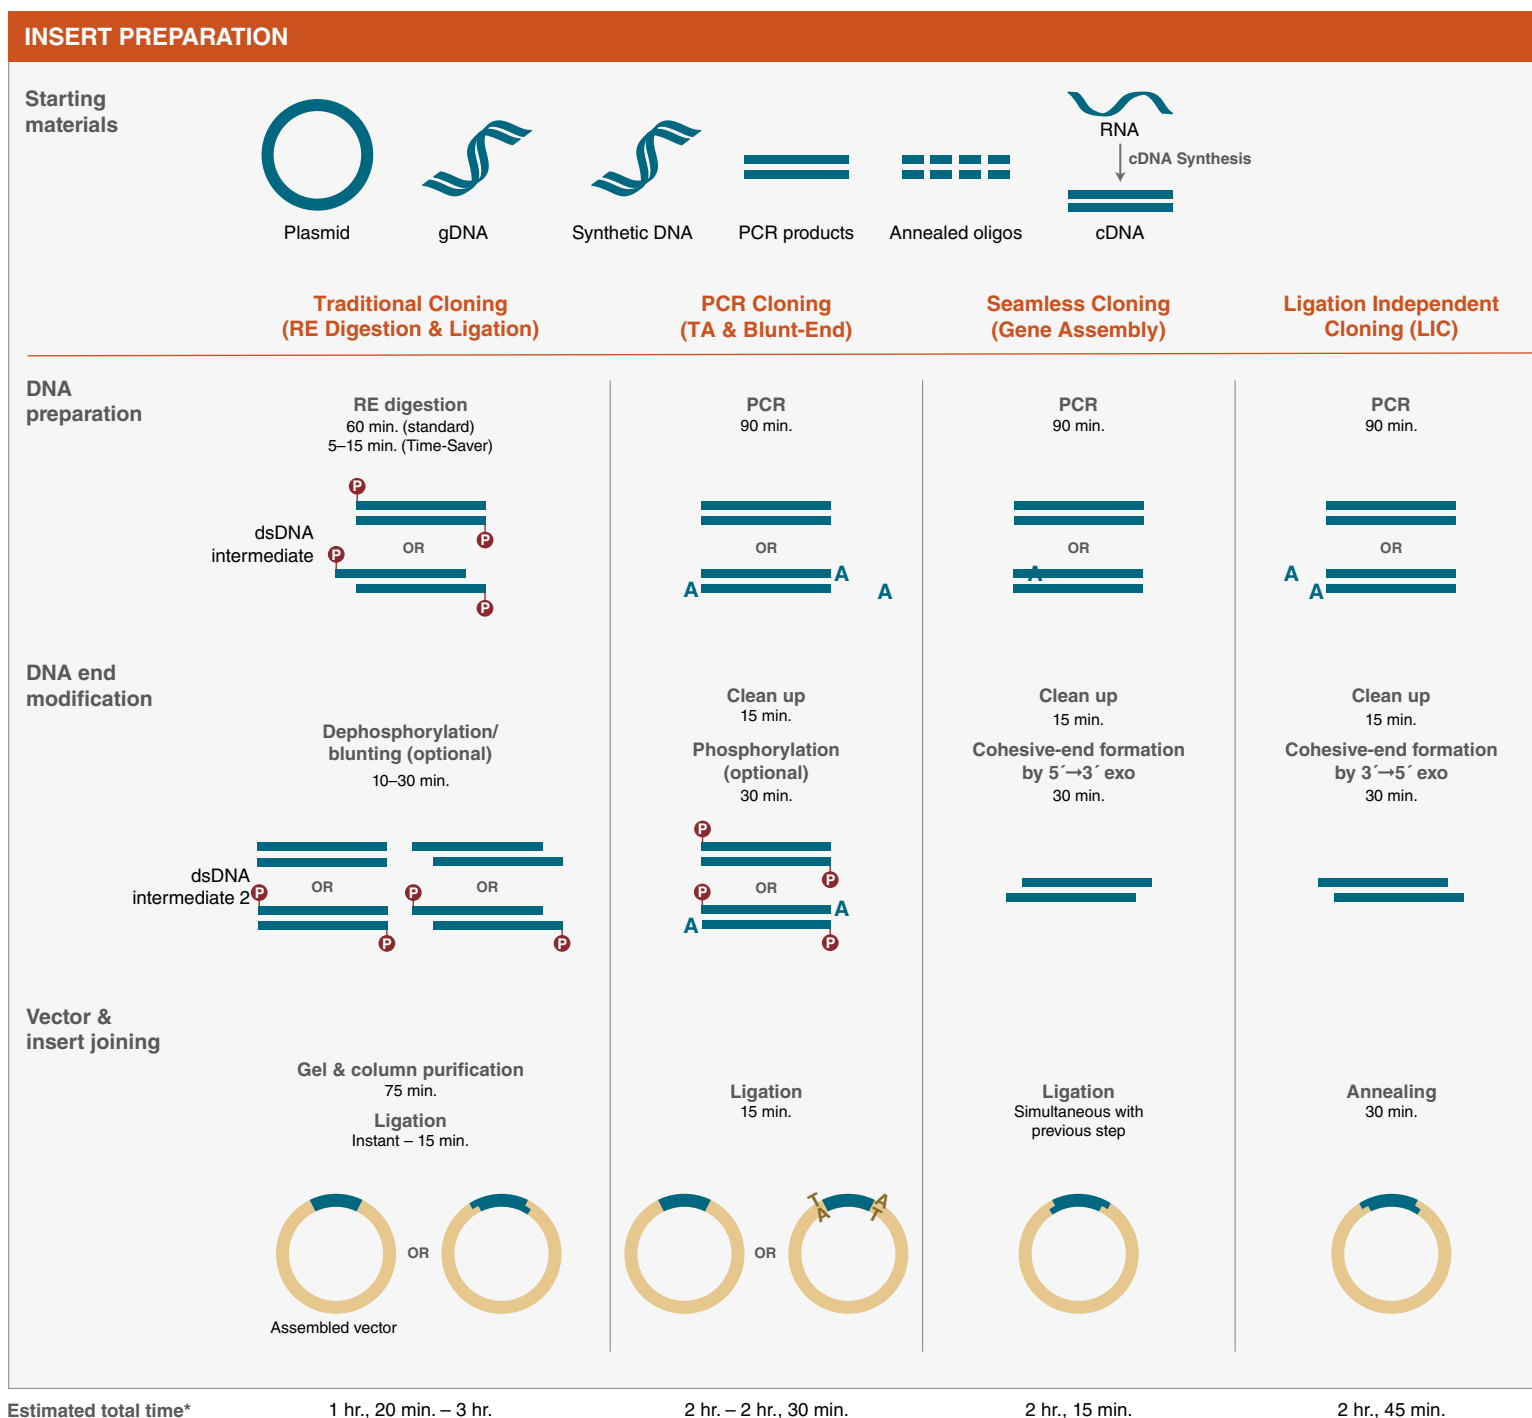 INSERT PREPARATION
Starting
materials
RNA
cDNA Synthesis
Plasmid
gDNA
Synthetic DNA
PCR products
Annealed oligos
cDNA
Traditional Cloning
(RE Digestion & Ligation)
PCR Cloning
(TA & Blunt-End)
Seamless Cloning
(Gene Assembly)
Ligation Independent
Cloning (LIC)
DNA
preparation
RE digestion
60 min. (standard)
5–15 min. (Time-Saver)
PCR
90 min.
PCR
90 min.
PCR
90 min.
dsDNA
intermediate
P
P
OR
P
P
OR
A
A
A
OR
A
OR
A
A
DNA end
modification
Dephosphorylation/
blunting (optional)
10–30 min.
Clean up
15 min.
Phosphorylation
(optional)
30 min.
Clean up
15 min.
Cohesive-end formation
by 5´→3´ exo
30 min.
Clean up
15 min.
Cohesive-end formation
by 3´→5´ exo
30 min.
dsDNA
intermediate 2
OR
P
P
OR
P
P
P
P
OR
P
A
A
P
Vector &
insert joining
Gel & column purification
75 min.
Ligation
Instant – 15 min.
Ligation
15 min.
Ligation
Simultaneous with
previous step
Annealing
30 min.
OR
Assembled vector
OR
T
A
A
T
Estimated total time*
1 hr., 20 min. – 3 hr.
2 hr. – 2 hr., 30 min.
2 hr., 15 min.
2 hr., 45 min.